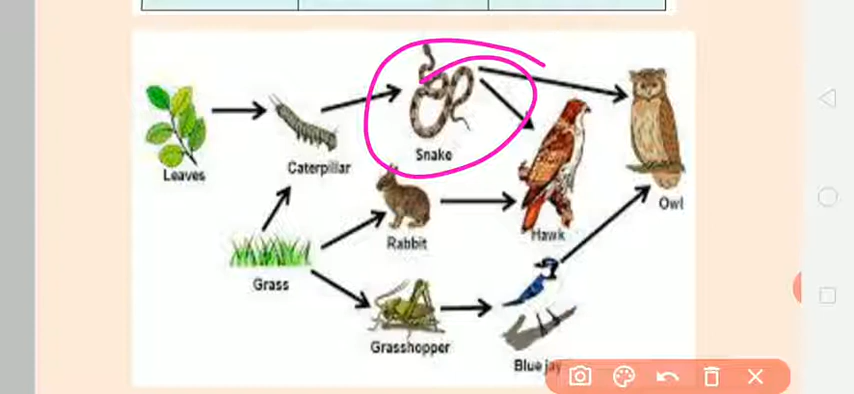 Snake
Caterpillar
Leaves
Owl
Rabbit
Hawk
Grass
Grasshopper
Blue jay